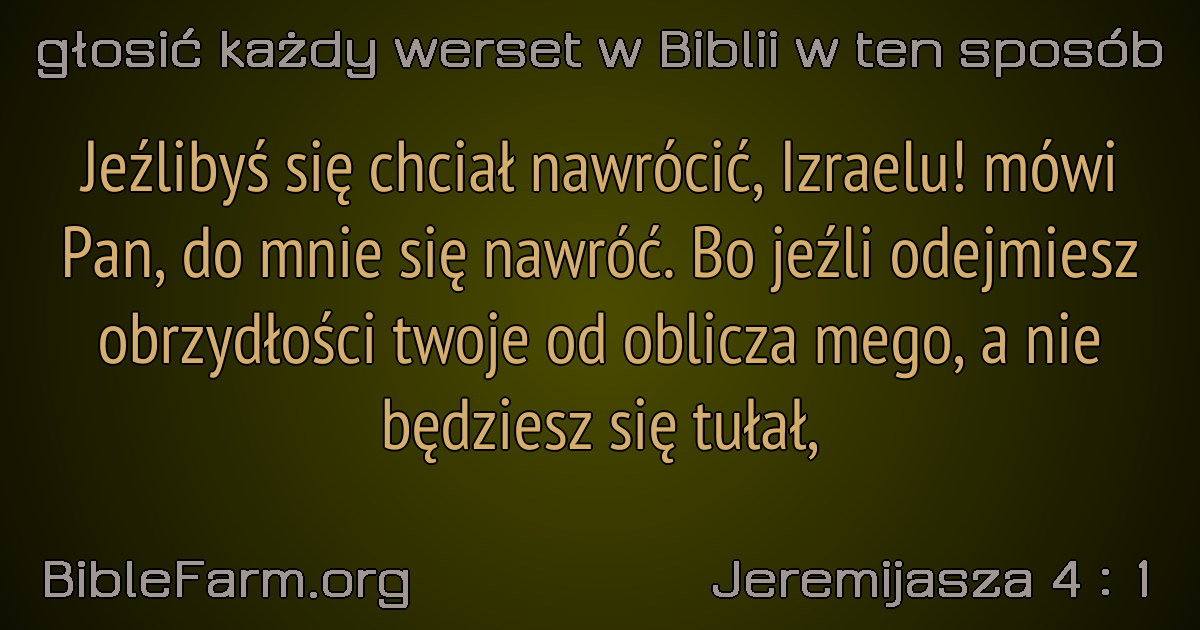 głosić każdy werset w Biblii w ten sposób
Jeźlibyś się chciał nawrócić, Izraelu! mówi
Pan, do mnie się nawróć. Bo jeźli odejmiesz
obrzydłości twoje od oblicza mego, a nie
będziesz się tułał,
BibleFarm.org
Jeremijasza 4 : 1